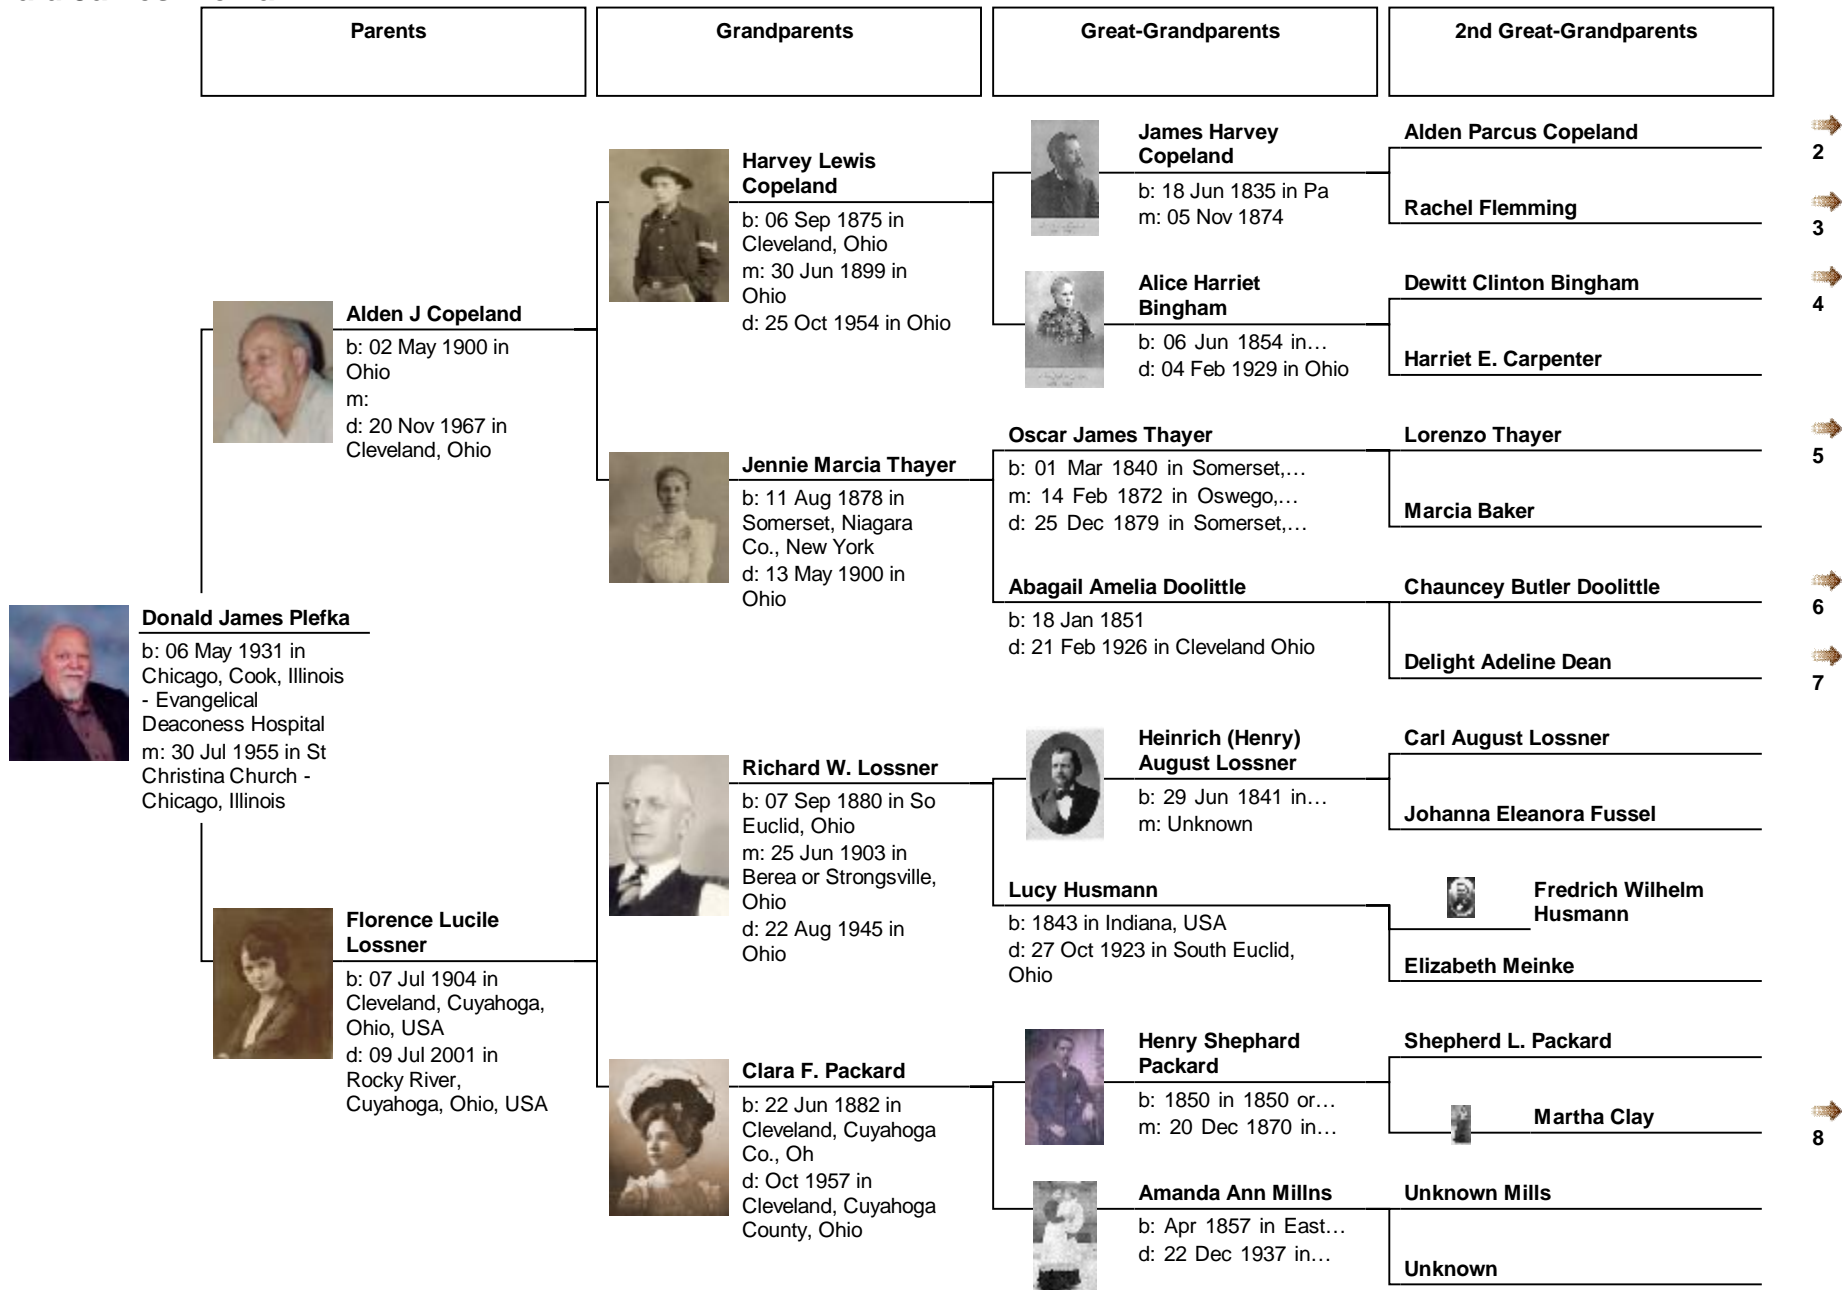 Parents
Grandparents
Great-Grandparents
2nd Great-Grandparents
Donald James Plefka
b: 06 May 1931 in
Chicago, Cook, Illinois
- Evangelical
Deaconess Hospital
m: 30 Jul 1955 in St
Christina Church -
Chicago, Illinois
Alden J Copeland
b: 02 May 1900 in
Ohio
m:
d: 20 Nov 1967 in
Cleveland, Ohio
Florence Lucile
Lossner
b: 07 Jul 1904 in
Cleveland, Cuyahoga,
Ohio, USA
d: 09 Jul 2001 in
Rocky River,
Cuyahoga, Ohio, USA
Harvey Lewis
Copeland
b: 06 Sep 1875 in
Cleveland, Ohio
m: 30 Jun 1899 in
Ohio
d: 25 Oct 1954 in Ohio
Jennie Marcia Thayer
b: 11 Aug 1878 in
Somerset, Niagara
Co., New York
d: 13 May 1900 in
Ohio
Richard W. Lossner
b: 07 Sep 1880 in So
Euclid, Ohio
m: 25 Jun 1903 in
Berea or Strongsville,
Ohio
d: 22 Aug 1945 in
Ohio
Clara F. Packard
b: 22 Jun 1882 in
Cleveland, Cuyahoga
Co., Oh
d: Oct 1957 in
Cleveland, Cuyahoga
County, Ohio
James Harvey
Copeland
b: 18 Jun 1835 in Pa
m: 05 Nov 1874
Alice Harriet
Bingham
b: 06 Jun 1854 in…
d: 04 Feb 1929 in Ohio
Oscar James Thayer
b: 01 Mar 1840 in Somerset,…
m: 14 Feb 1872 in Oswego,…
d: 25 Dec 1879 in Somerset,…
Abagail Amelia Doolittle
b: 18 Jan 1851
d: 21 Feb 1926 in Cleveland Ohio
Heinrich (Henry)
August Lossner
b: 29 Jun 1841 in…
m: Unknown
Lucy Husmann
b: 1843 in Indiana, USA
d: 27 Oct 1923 in South Euclid,
Ohio
Henry Shephard
Packard
b: 1850 in 1850 or…
m: 20 Dec 1870 in…
Amanda Ann Millns
b: Apr 1857 in East…
d: 22 Dec 1937 in…
Alden Parcus Copeland
2
Rachel Flemming
3
Dewitt Clinton Bingham
4
Harriet E. Carpenter
Lorenzo Thayer
5
Marcia Baker
Chauncey Butler Doolittle
6
Delight Adeline Dean
7
Carl August Lossner
Johanna Eleanora Fussel
Fredrich Wilhelm
Husmann
Elizabeth Meinke
Shepherd L. Packard
Martha Clay
8
Unknown Mills
Unknown